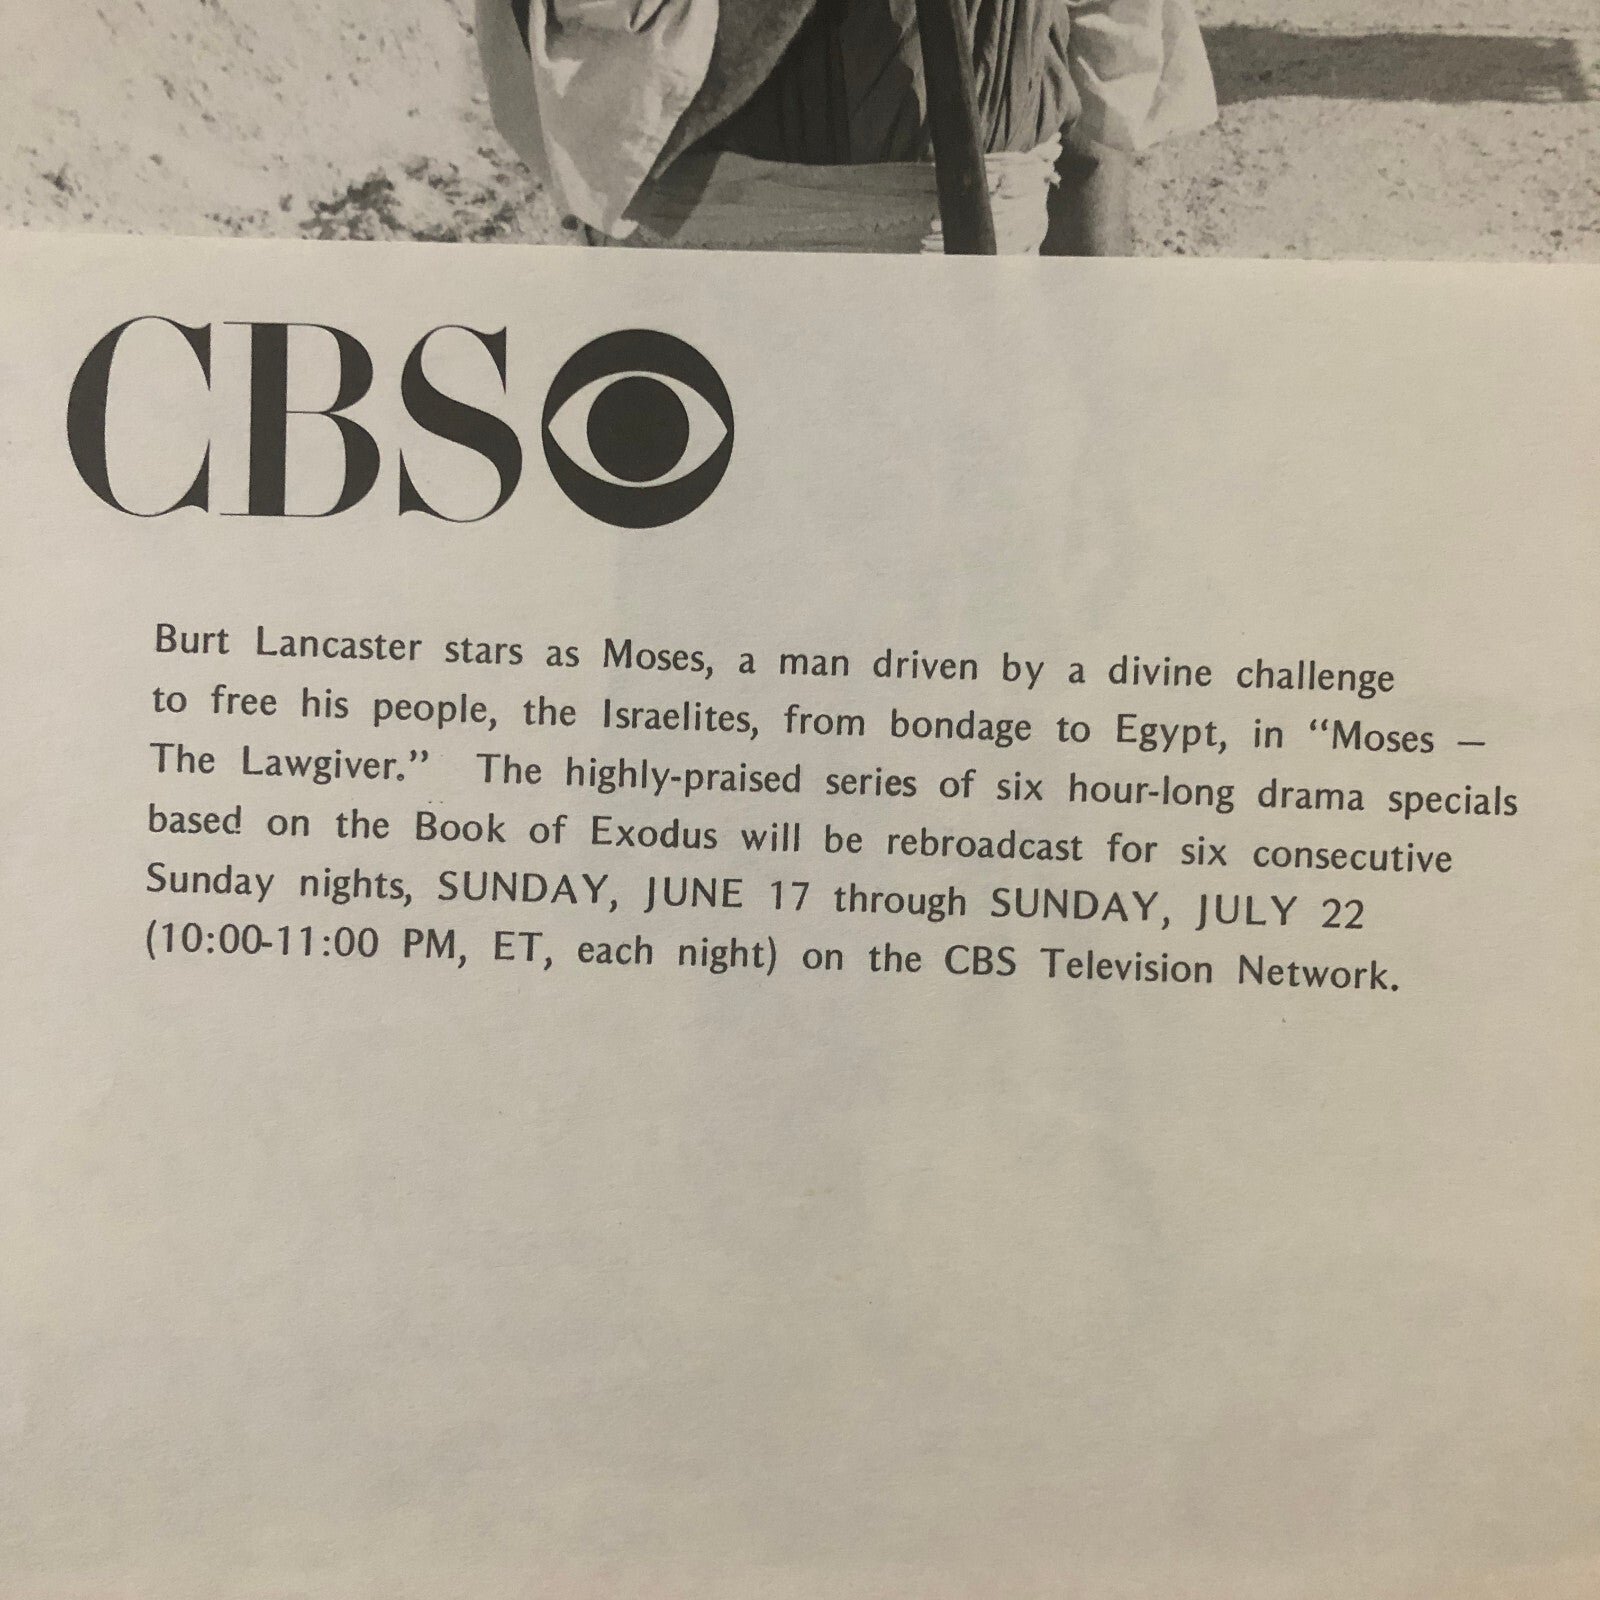 CBS
Burt Lancaster stars as Moses, a man driven by a divine challenge
to free his people, the Israelites, from bondage to Egypt, in “Moses —
The Lawgiver.” The highly-praised series of six hour-long drama specials
based on the Book of Exodus will be rebroadcast for six consecutive
Sunday nights, SUNDAY, JUNE 17 through SUNDAY, JULY 22
(10:00-11:00 PM, ET, each night) on the CBS Television Network.